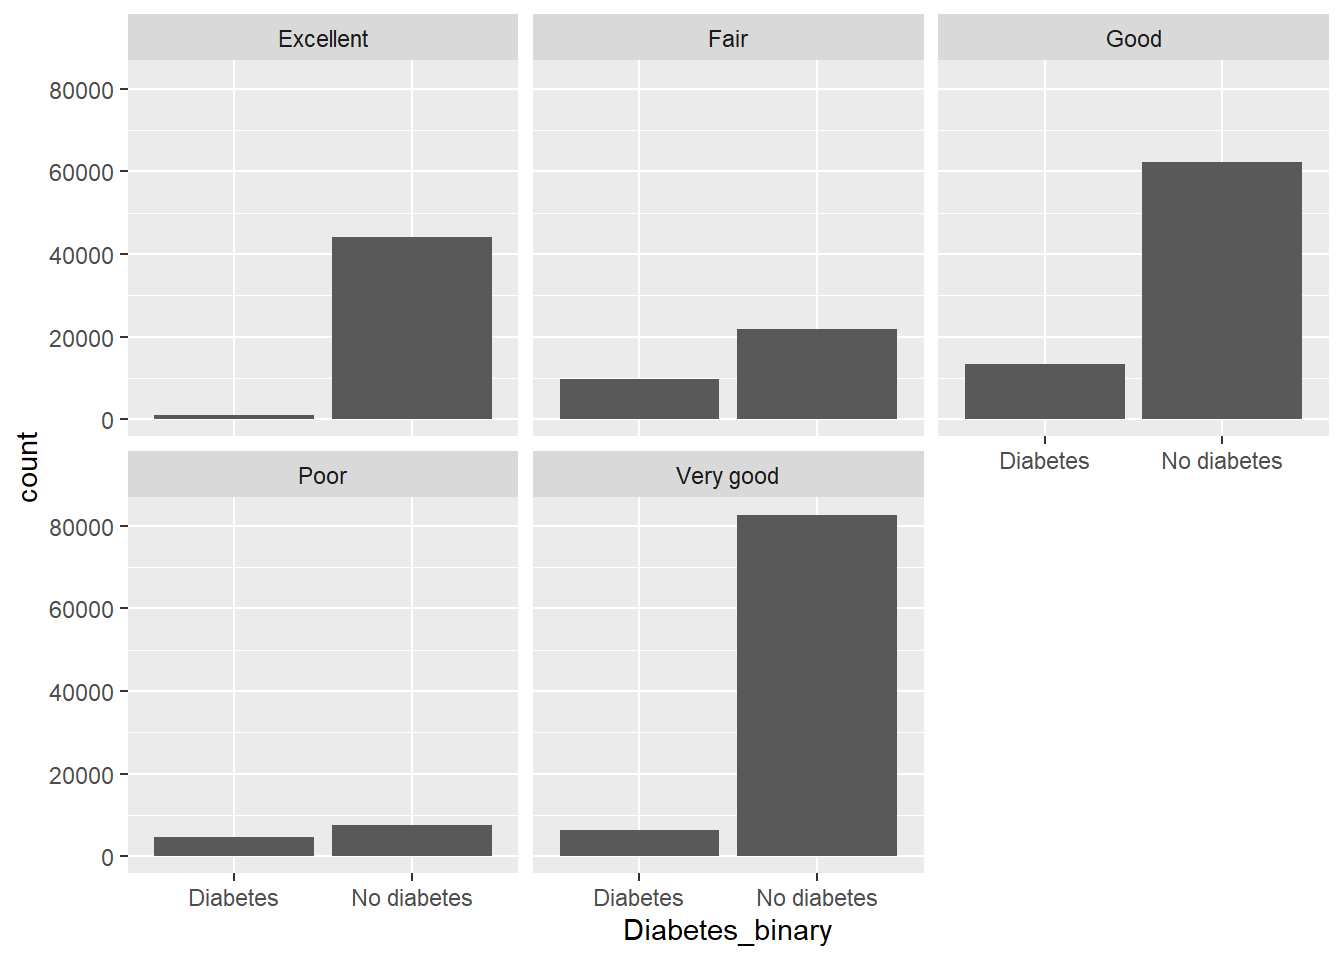 Excellent
Fair
Good
80000
60000
40000
20000
0
Diabetes
No diabetes
count
Poor
Very good
80000
60000
40000
20000
0
Diabetes
No diabetes
Diabetes
No diabetes
Diabetes_binary